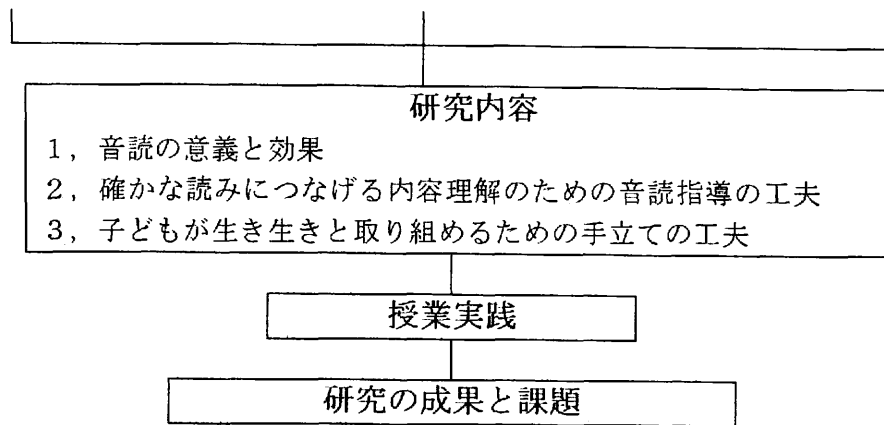 研究内容
1，音読の意義と効果
2，確かな読みにつなげる内容理解のための音読指導の工夫
3，子どもが生き生きと取り組めるための手立ての工夫
授業実践
研究の成果と課題